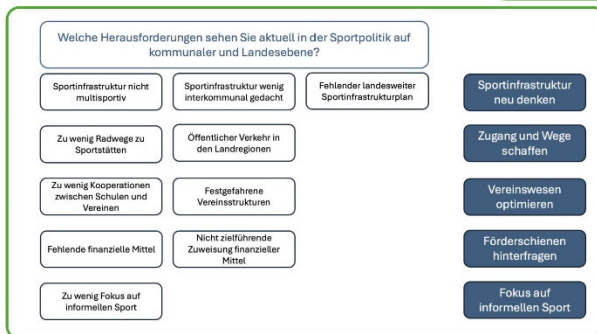 Welche Herausforderungen sehen Sie aktuell in der Sportpolitik auf
kommunaler und Landesebene?
Sportinfrastruktur nicht
multisportiv
Sportinfrastruktur wenig
interkommunal gedacht
Fehlender landesweiter
Sportinfrastrukturplan
Sportinfrastruktur
neu denken
Zu wenig Radwege zu
Sportstätten
Öffentlicher Verkehr in
den Landregionen
Zugang und Wege
schaffen
Zu wenig Kooperationen
zwischen Schulen und
Vereinen
Festgefahrene
Vereinsstrukturen
Vereinswesen
optimieren
Fehlende finanzielle Mittel
Nicht zielführende
Zuweisung finanzieller
Mittel
Förderschienen
hinterfragen
Zu wenig Fokus auf
informellen Sport
Fokus auf
informellen Sport